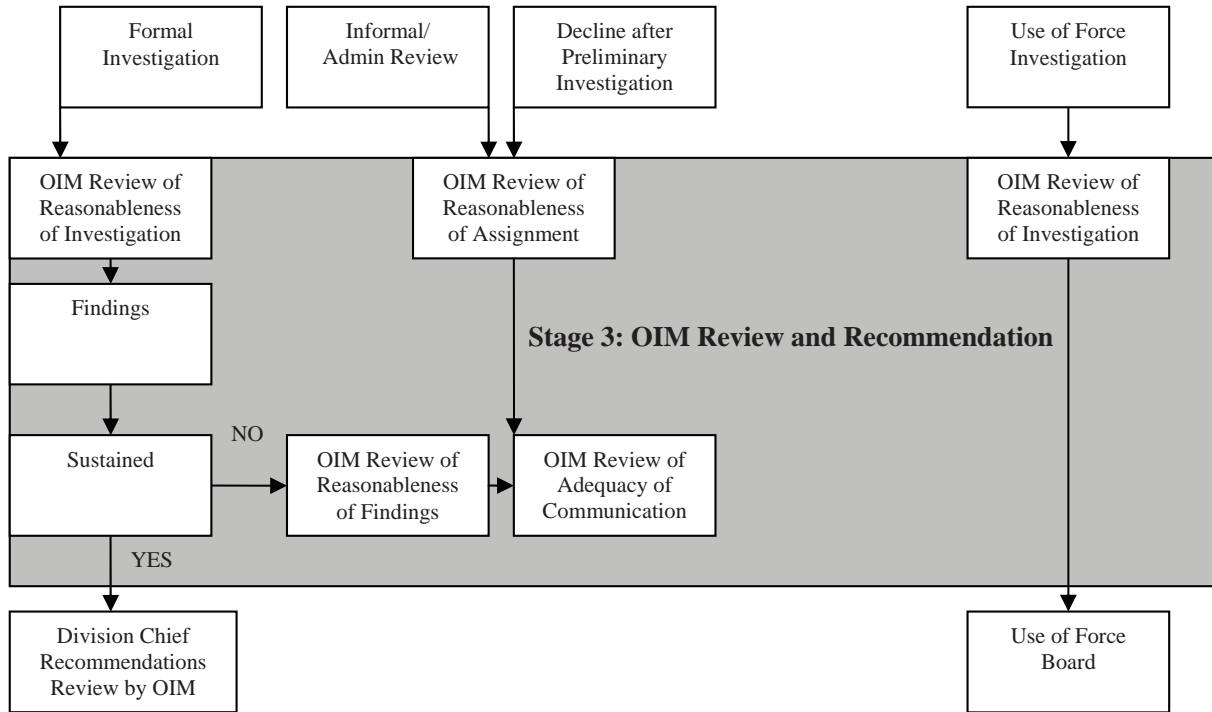 Formal
Investigation
Informal/
Admin Review
Decline after
Preliminary
Investigation
Use of Force
Investigation
OIM Review of
Reasonableness
of Investigation
OIM Review of
Reasonableness
of Assignment
OIM Review of
Reasonableness
of Investigation
Findings
Stage 3: OIM Review and Recommendation
Sustained
NO
OIM Review of
Reasonableness
of Findings
OIM Review of
Adequacy of
Communication
YES
Division Chief
Recommendations
Review by OIM
Use of Force
Board